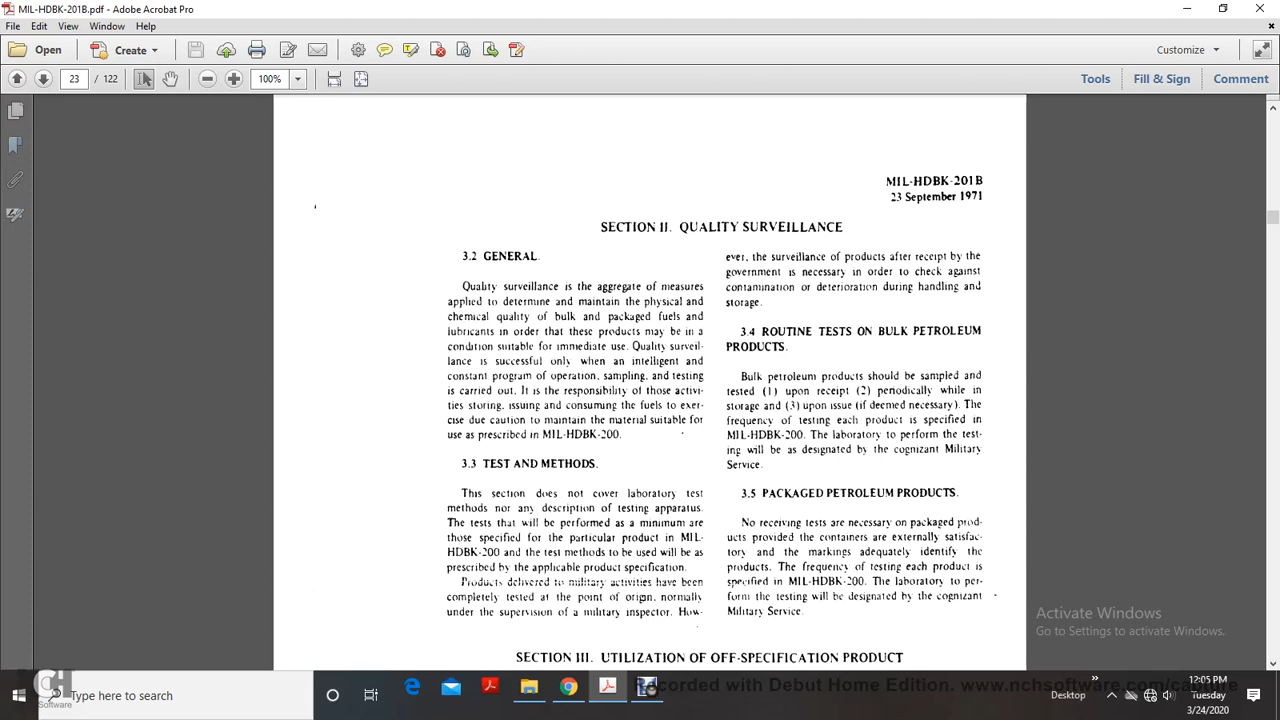 MIL-HDBK-201B.pdf - Adobe Acrobat Pro
File Edit View Window Help
Open Create Customize
23 / 122 100% Tools Fill & Sign Comment
MIL-HDBK-201B
23 September 1971
SECTION II. QUALITY SURVEILLANCE
3.2 GENERAL.
Quality surveillance is the aggregate of measures
applied to determine and maintain the physical and
chemical quality of bulk and packaged fuels and
lubricants in order that these products may be in a
condition suitable for immediate use. Quality surveil-
lance is successful only when an intelligent and
constant program of operation, sampling, and testing
is carried out. It is the responsibility of those activi-
ties storing, issuing and consuming the fuels to exer-
cise due caution to maintain the material suitable for
use as prescribed in MIL-HDBK-200.
3.3 TEST AND METHODS.
This section does not cover laboratory test
methods nor any description of testing apparatus.
The tests that will be performed as a minimum are
those specified for the particular product in MIL-
HDBK-200 and the test methods to be used will be as
prescribed by the applicable product specification.
Products delivered to military activities have been
completely tested at the point of origin, normally
under the supervision of a military inspector. How-
ever, the surveillance of products after receipt by the
government is necessary in order to check against
contamination or deterioration during handling and
storage.
3.4 ROUTINE TESTS ON BULK PETROLEUM
PRODUCTS.
Bulk petroleum products should be sampled and
tested (1) upon receipt (2) periodically while in
storage and (3) upon issue (if deemed necessary). The
frequency of testing each product is specified in
MIL-HDBK-200. The laboratory to perform the test-
ing will be as designated by the cognizant Military
Service.
3.5 PACKAGED PETROLEUM PRODUCTS.
No receiving tests are necessary on packaged prod-
ucts provided the containers are externally satisfac-
tory and the markings adequately identify the
products. The frequency of testing each product is
specified in MIL-HDBK-200. The laboratory to per-
form the testing will be designated by the cognizant
Military Service.
SECTION III. UTILIZATION OF OFF-SPECIFICATION PRODUCT
Activate Windows
Go to Settings to activate Windows.
NCH
Software
Type here to search
Recorded with Debut Home Edition. www.nchsoftware.com/capture
Desktop
12:05 PM
Tuesday
3/24/2020